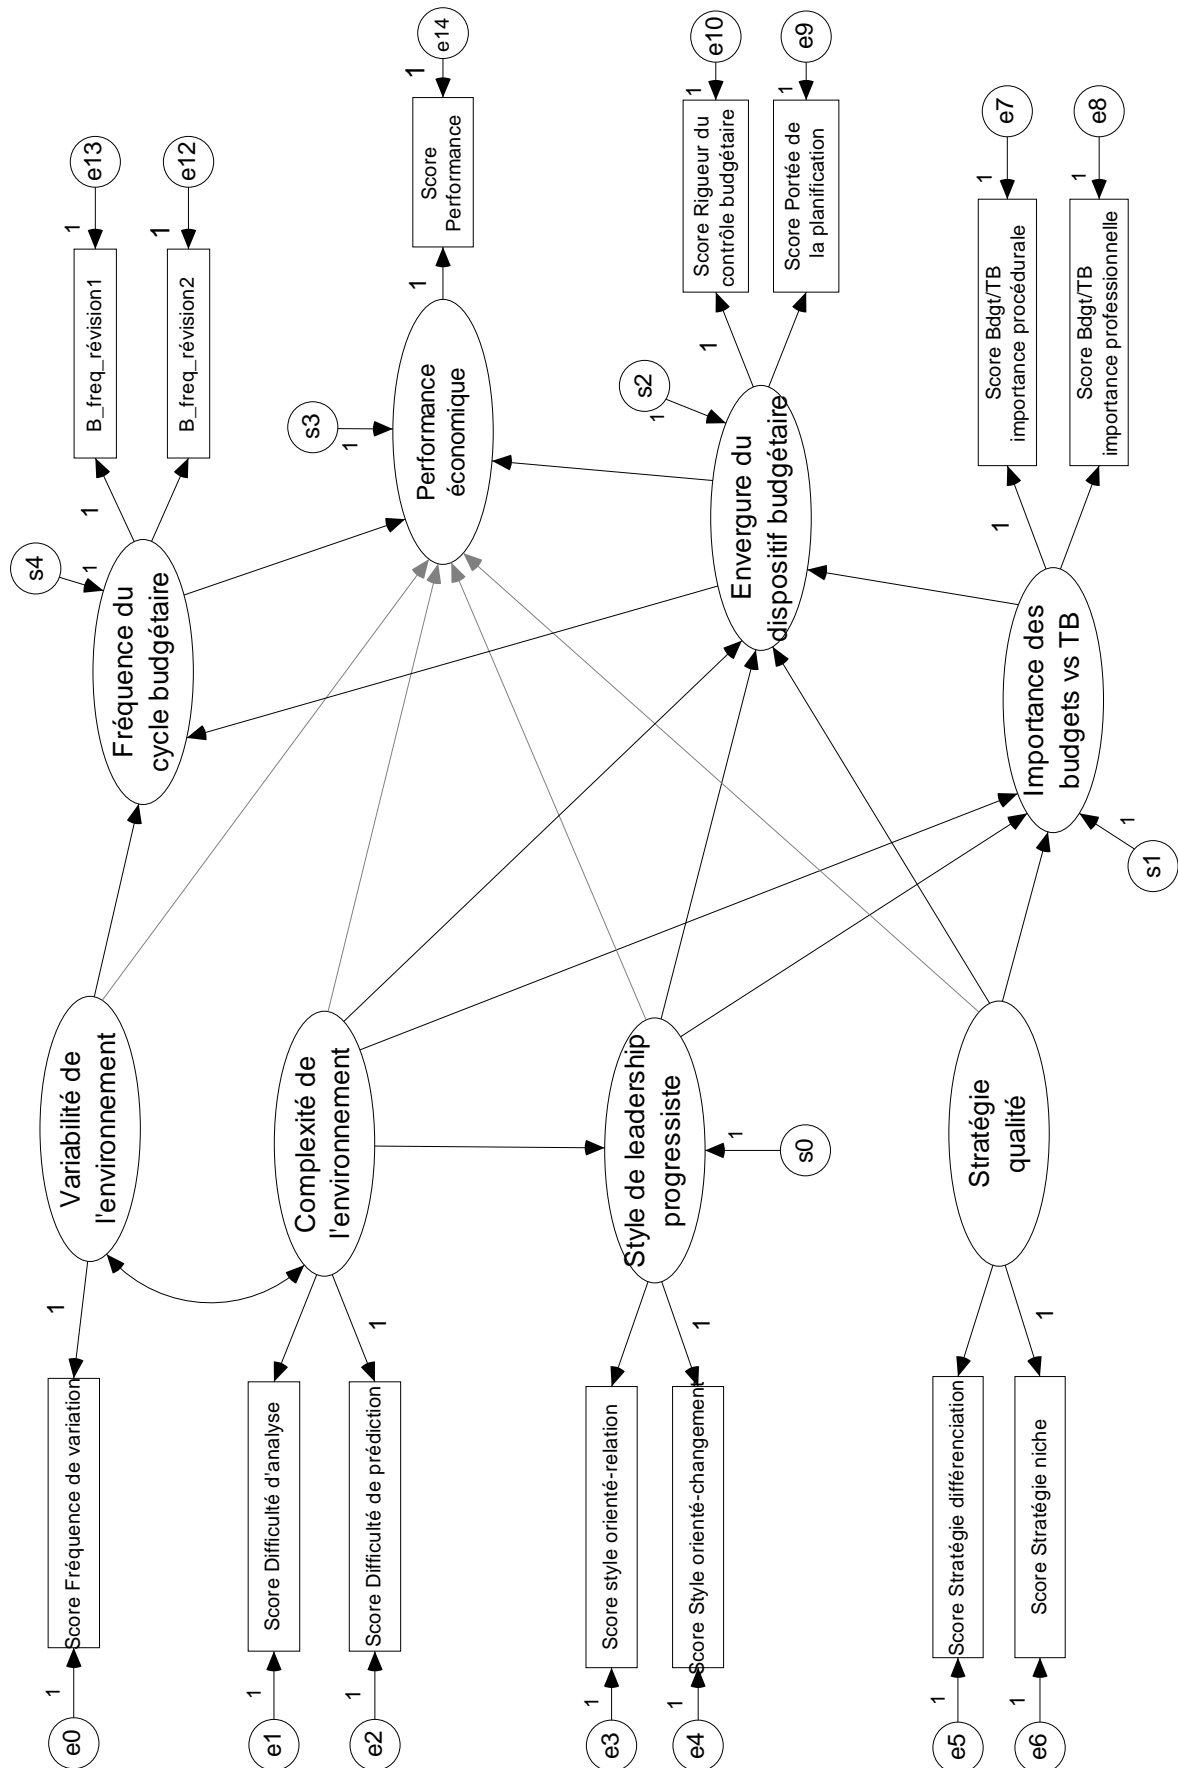 e0
1
Score Fréquence de variation
1
Variabilité de
l'environnement
e1
1
Score Difficulté d'analyse
e2
1
Score Difficulté de prédiction
1
Complexité de
l'environnement
e3
1
Score style orienté-relation
e4
1
Score Style orienté-changement
1
Style de leadership
progressiste
1
s0
e5
1
Score Stratégie différenciation
e6
1
Score Stratégie niche
1
Stratégie
qualité
s4
1
Fréquence du
cycle budgétaire
1
B_freq_révision1
1
e13
B_freq_révision2
1
e12
s3
1
Performance
économique
1
Score
Performance
1
e14
s2
1
Envergure du
dispositif budgétaire
1
Score Rigueur du
contrôle budgétaire
1
e10
Score Portée de
la planification
1
e9
s1
1
Importance des
budgets vs TB
1
Score Bdgt/TB
importance procédurale
1
e7
Score Bdgt/TB
importance professionnelle
1
e8